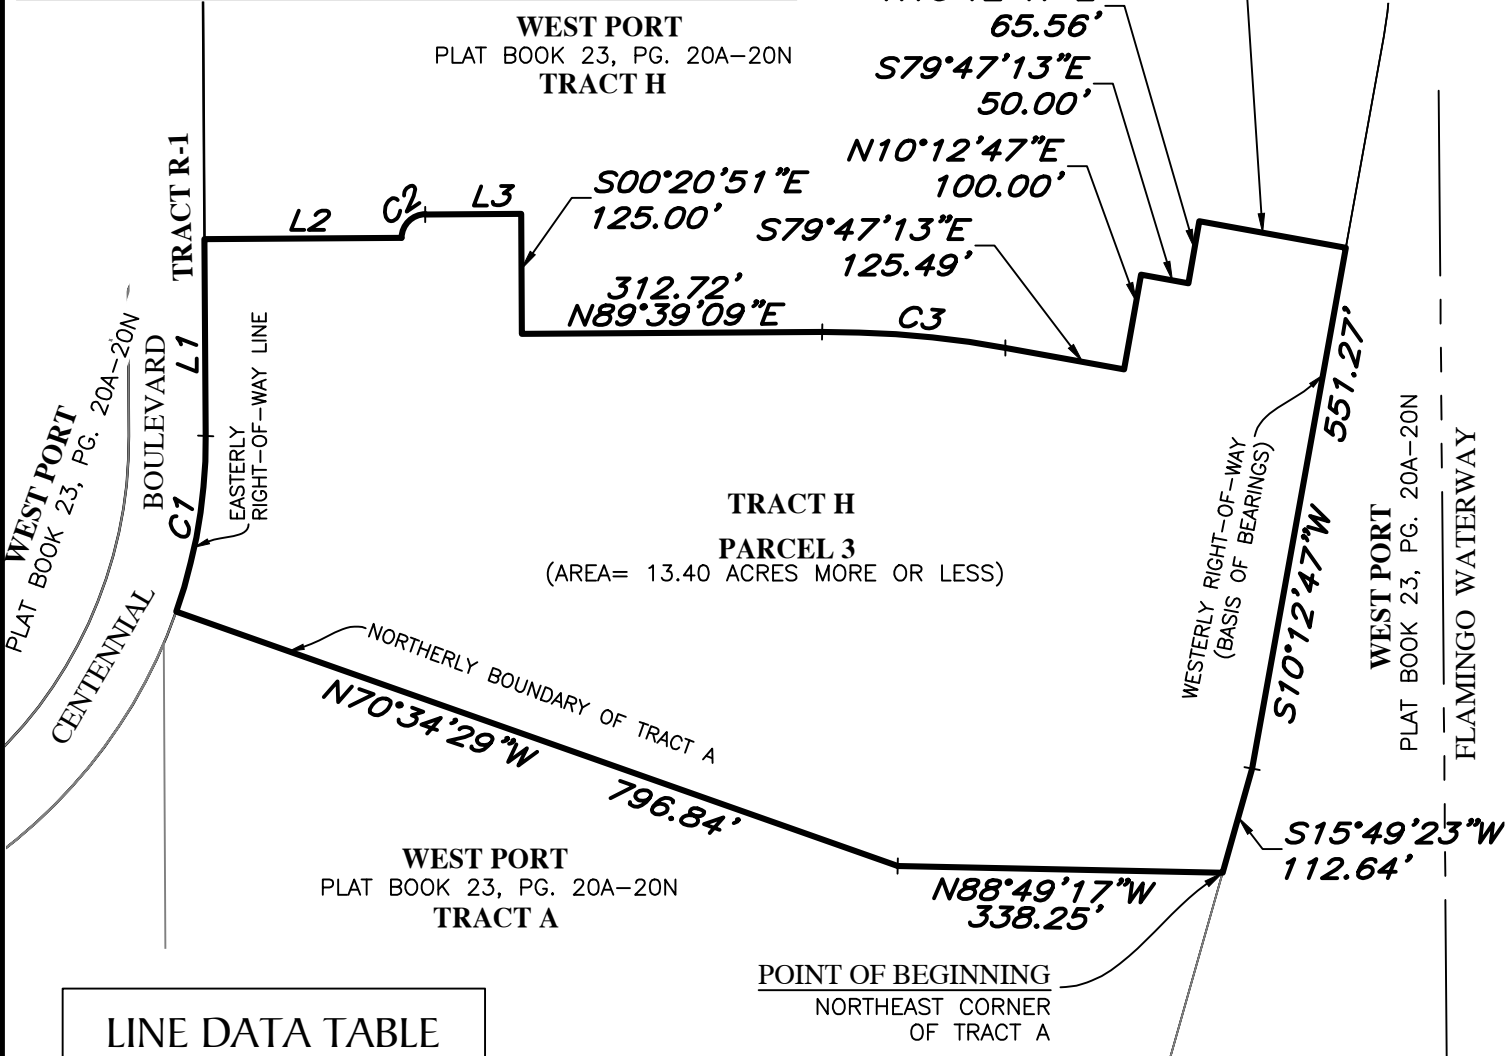 WEST PORT
PLAT BOOK 23, PG. 20A-20N
TRACT H
65.56'
S79°47'13"E
50.00'
N10°12'47"E
100.00'
S79°47'13"E
125.49'
S00°20'51"E
125.00'
TRACT R-1
L2
C2
L3
312.72'
N89°39'09"E
C3
L1
C1
BOULEVARD
CENTENNIAL
EASTERLY
RIGHT-OF-WAY LINE
WEST PORT
PLAT BOOK 23, PG. 20A-20N
TRACT H
PARCEL 3
(AREA= 13.40 ACRES MORE OR LESS)
551.27'
S10°12'47"W
WESTERLY RIGHT-OF-WAY
(BASIS OF BEARINGS)
WEST PORT
PLAT BOOK 23, PG. 20A-20N
FLAMINGO WATERWAY
NORTHERLY BOUNDARY OF TRACT A
N70°34'29"W
796.84'
S15°49'23"W
112.64'
N88°49'17"W
338.25'
WEST PORT
PLAT BOOK 23, PG. 20A-20N
TRACT A
POINT OF BEGINNING
NORTHEAST CORNER
OF TRACT A
LINE DATA TABLE